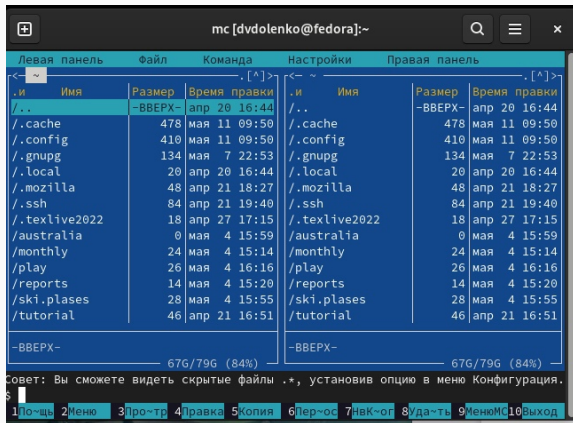 mc [dvdolenko@fedora]:~
Левая панель Файл Команда Настройки Правая панель
<- ~ .[^]> <- ~ .[^]>
.и Имя Размер Время правки .и Имя Размер Время правки
/.. -ВВЕРХ- апр 20 16:44 /.. -ВВЕРХ- апр 20 16:44
/.cache 478 мая 11 09:50 /.cache 478 мая 11 09:50
/.config 410 мая 11 09:50 /.config 410 мая 11 09:50
/.gnupg 134 мая 7 22:53 /.gnupg 134 мая 7 22:53
/.local 20 апр 20 16:44 /.local 20 апр 20 16:44
/.mozilla 48 апр 21 18:27 /.mozilla 48 апр 21 18:27
/.ssh 84 апр 21 19:40 /.ssh 84 апр 21 19:40
/.texlive2022 18 апр 27 17:15 /.texlive2022 18 апр 27 17:15
/australia 0 мая 4 15:59 /australia 0 мая 4 15:59
/monthly 24 мая 4 15:14 /monthly 24 мая 4 15:14
/play 26 мая 4 16:16 /play 26 мая 4 16:16
/reports 14 мая 4 15:20 /reports 14 мая 4 15:20
/ski.plases 28 мая 4 15:55 /ski.plases 28 мая 4 15:55
/tutorial 46 апр 21 16:51 /tutorial 46 апр 21 16:51
-ВВЕРХ- -ВВЕРХ-
67G/79G (84%) 67G/79G (84%)
Совет: Вы сможете видеть скрытые файлы .*, установив опцию в меню Конфигурация.
$
1По~щь 2Меню 3Про~тр 4Правка 5Копия 6Пер~ос 7НвК~ог 8Уда~ть 9МенюМС 10Выход